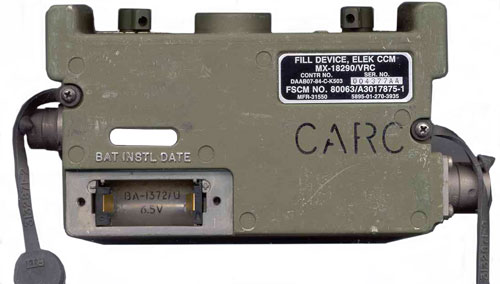 FILL DEVICE, ELEK CCM
MX-18290/VRC
CONTR NO. SER. NO.
DAAB07-84-C-K503 004377AA
FSCM NO. 80063/A3017875-1
MFR-31550 5895-01-270-3935
CARC
BAT INSTL DATE
BA-1372/U
6.5V